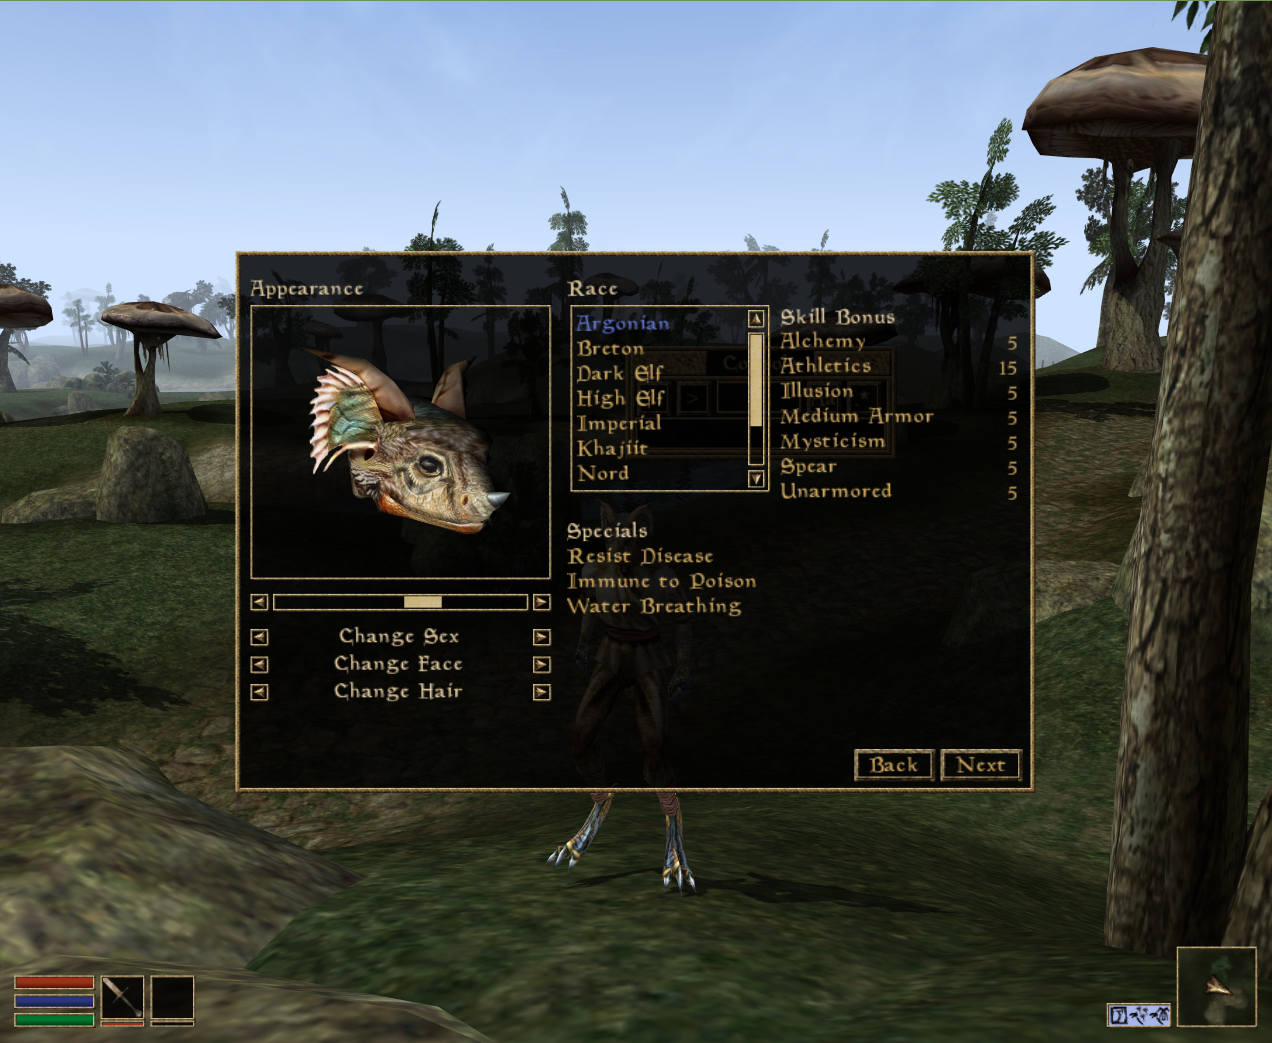 Appearance
Race
Argonian
Breton
Dark Elf
High Elf
Imperial
Khajiit
Nord
Skill Bonus
Alchemy 5
Athletics 15
Illusion 5
Medium Armor 5
Mysticism 5
Spear 5
Unarmored 5
Specials
Resist Disease
Immune to Poison
Water Breathing
Change Sex
Change Face
Change Hair
Back
Next